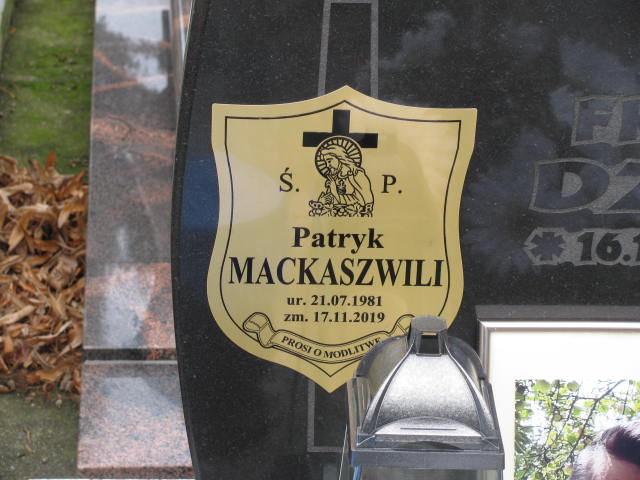 Ś. P.
Patryk
MACKASZWILI
ur. 21.07.1981
zm. 17.11.2019
PROSI O MODLITWĘ